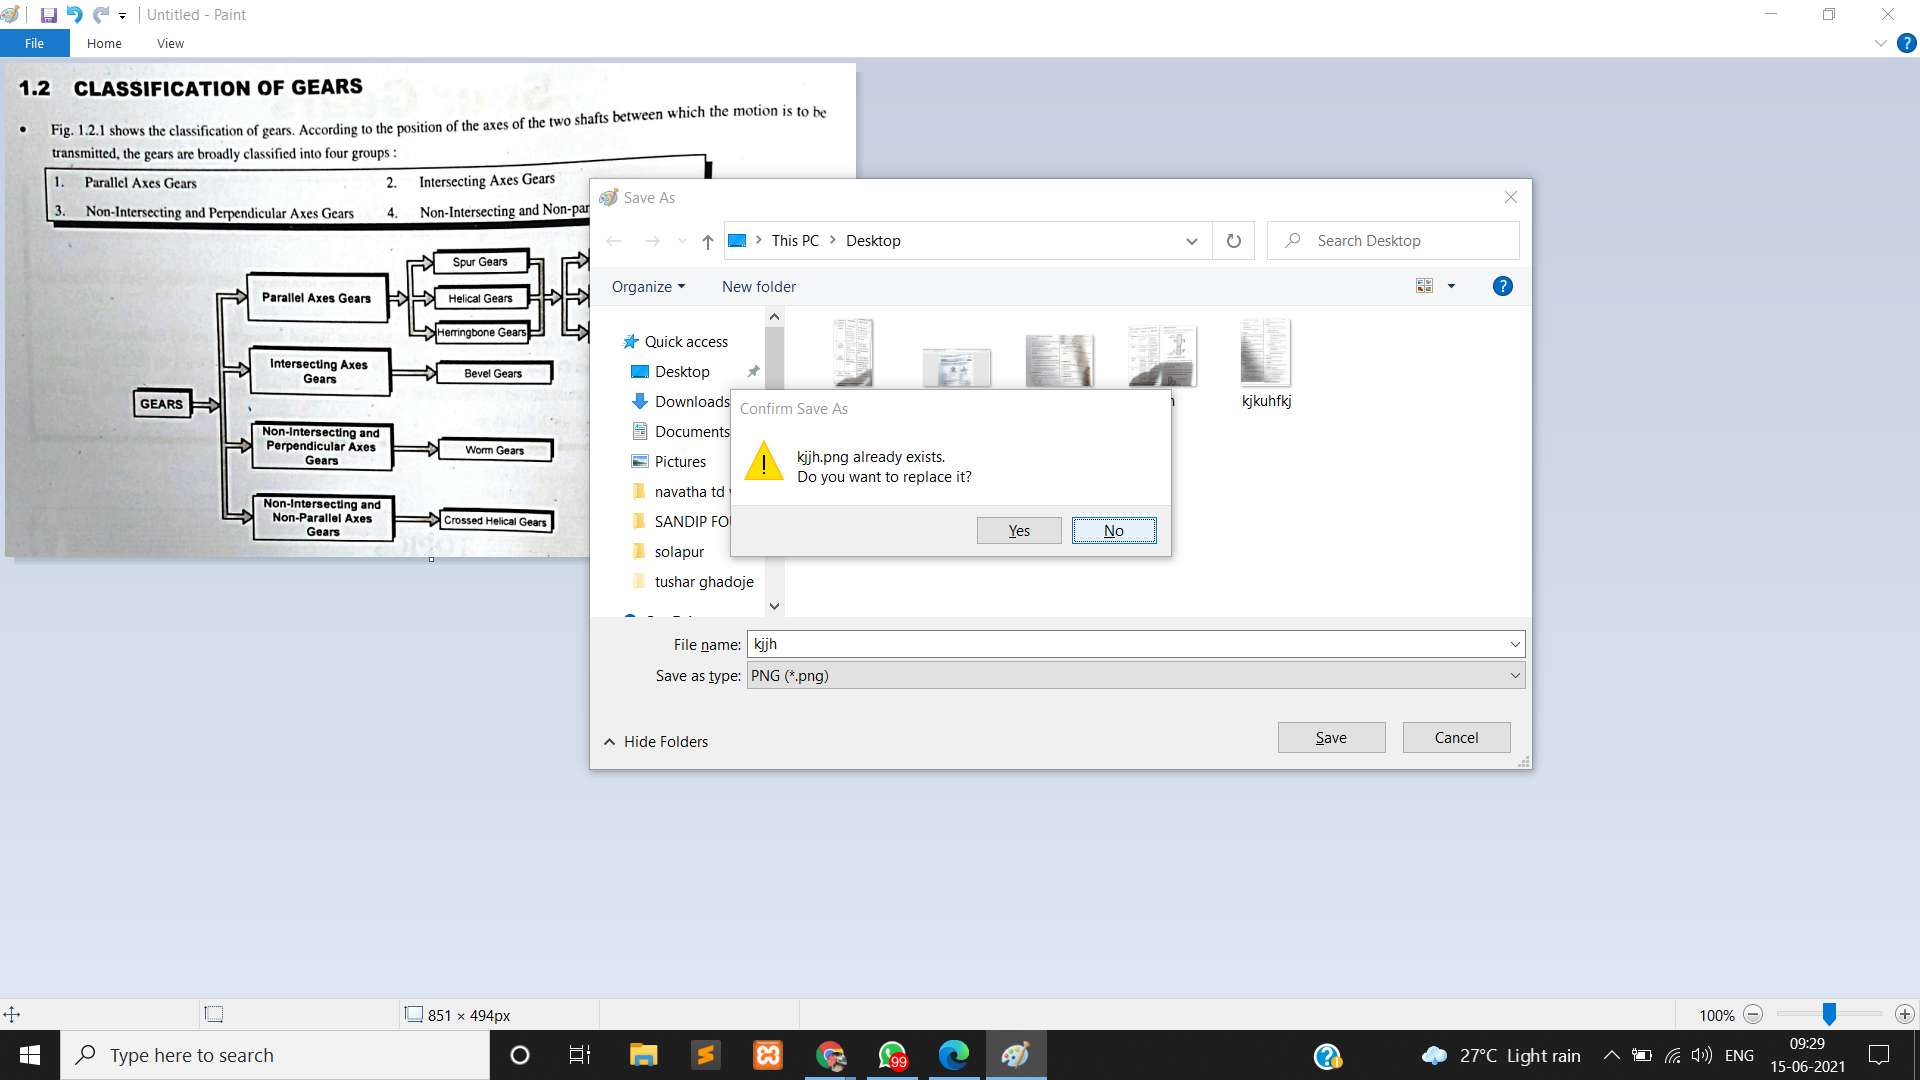 Untitled - Paint
File
Home
View
1.2 CLASSIFICATION OF GEARS
• Fig. 1.2.1 shows the classification of gears. According to the position of the axes of the two shafts between which the motion is to be
transmitted, the gears are broadly classified into four groups :
1. Parallel Axes Gears
2. Intersecting Axes Gears
3. Non-Intersecting and Perpendicular Axes Gears
4. Non-Intersecting and Non-par
GEARS
Parallel Axes Gears
Spur Gears
Helical Gears
Herringbone Gears
Intersecting Axes
Gears
Bevel Gears
Non-Intersecting and
Perpendicular Axes
Gears
Worm Gears
Non-Intersecting and
Non-Parallel Axes
Gears
Crossed Helical Gears
Save As
This PC
Desktop
Search Desktop
Organize
New folder
Quick access
Desktop
Downloads
Documents
Pictures
navatha td
SANDIP FO
solapur
tushar ghadoje
kjkuhfkj
Confirm Save As
kjjh.png already exists.
Do you want to replace it?
Yes
No
File name:
kjjh
Save as type:
PNG (*.png)
Hide Folders
Save
Cancel
851 × 494px
100%
Type here to search
99
27°C Light rain
ENG
09:29
15-06-2021